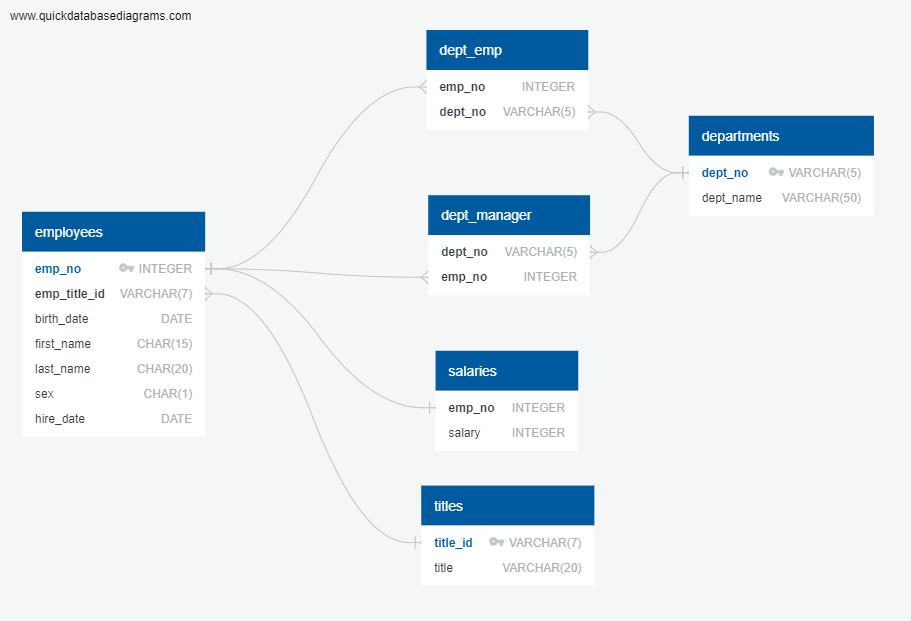 www.quickdatabasediagrams.com
dept_emp
emp_no INTEGER
dept_no VARCHAR(5)
departments
dept_no VARCHAR(5)
dept_name VARCHAR(50)
dept_manager
dept_no VARCHAR(5)
emp_no INTEGER
employees
emp_no INTEGER
emp_title_id VARCHAR(7)
birth_date DATE
first_name CHAR(15)
last_name CHAR(20)
sex CHAR(1)
hire_date DATE
salaries
emp_no INTEGER
salary INTEGER
titles
title_id VARCHAR(7)
title VARCHAR(20)